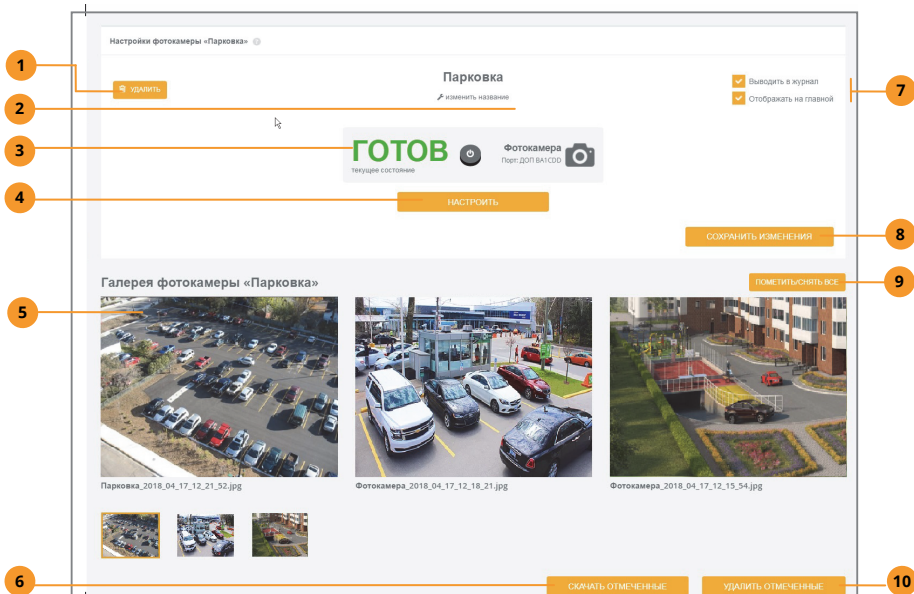 Настройки фотокамеры «Парковка» ?
1
УДАЛИТЬ
Парковка
изменить название
2
Выводить в журнал
Отображать на главной
7
3
ГОТОВ
текущее состояние
Фотокамера
Порт: ДОП BA1CDD
4
НАСТРОИТЬ
СОХРАНИТЬ ИЗМЕНЕНИЯ
8
Галерея фотокамеры «Парковка»
ПОМЕТИТЬ/СНЯТЬ ВСЕ
9
5
Парковка_2018_04_17_12_21_52.jpg
Фотокамера_2018_04_17_12_18_21.jpg
Фотокамера_2018_04_17_12_15_54.jpg
6
СКАЧАТЬ ОТМЕЧЕННЫЕ
УДАЛИТЬ ОТМЕЧЕННЫЕ
10